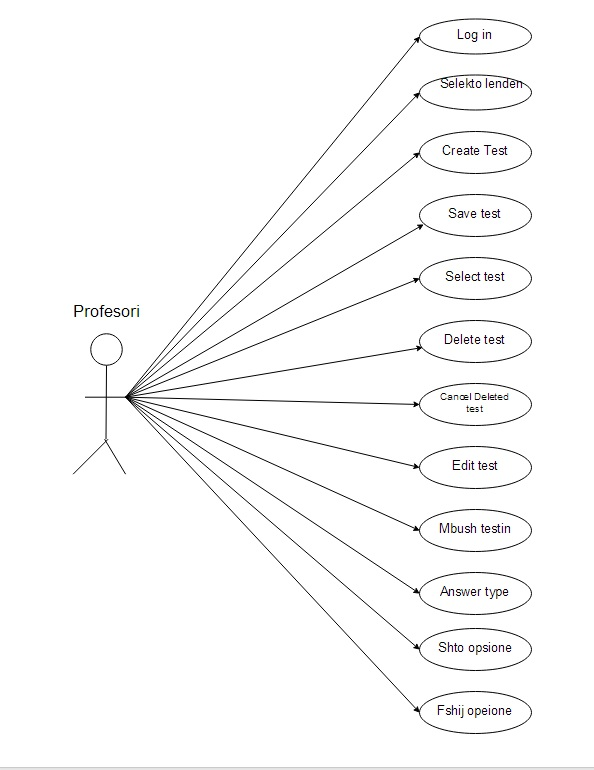 Log in
Selekto lenden
Create Test
Save test
Select test
Profesori
Delete test
Cancel Deleted
test
Edit test
Mbush testin
Answer type
Shto opsione
Fshij opeione